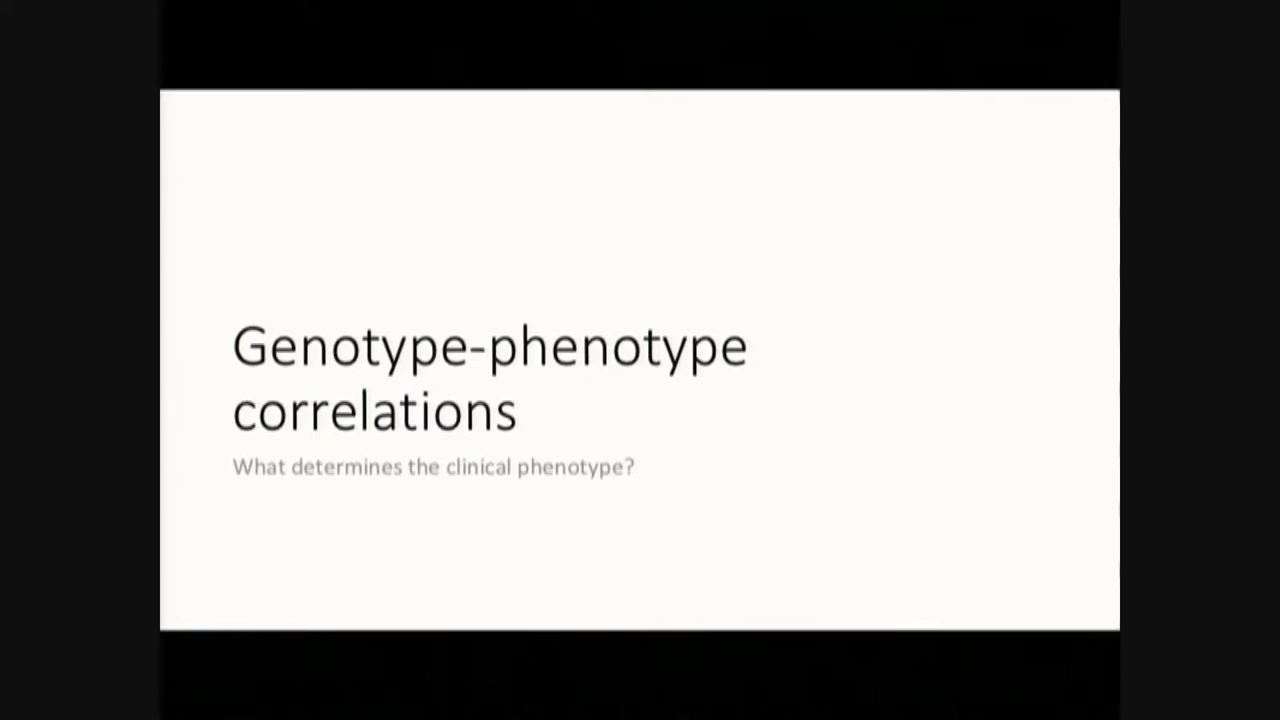 Genotype-phenotype
correlations
What determines the clinical phenotype?